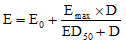 E = E₀ + (Eₘₐₓ × D) / (ED₅₀ + D)